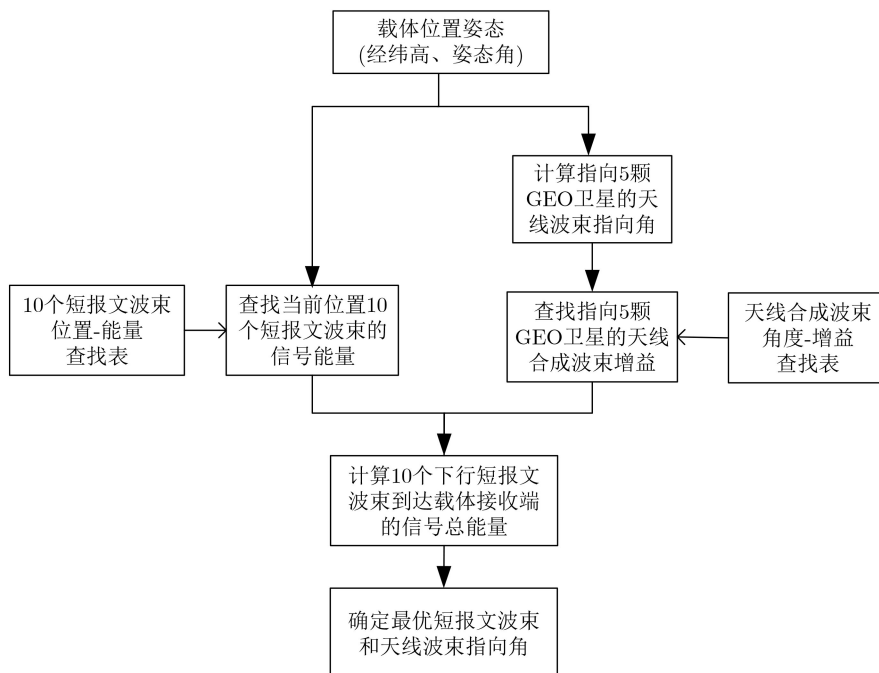 载体位置姿态
(经纬高、姿态角)
计算指向5颗
GEO卫星的天
线波束指向角
10个短报文波束
位置-能量
查找表
查找当前位置10
个短报文波束的
信号能量
查找指向5颗
GEO卫星的天线
合成波束增益
天线合成波束
角度-增益
查找表
计算10个下行短报文
波束到达载体接收端
的信号总能量
确定最优短报文波束
和天线波束指向角